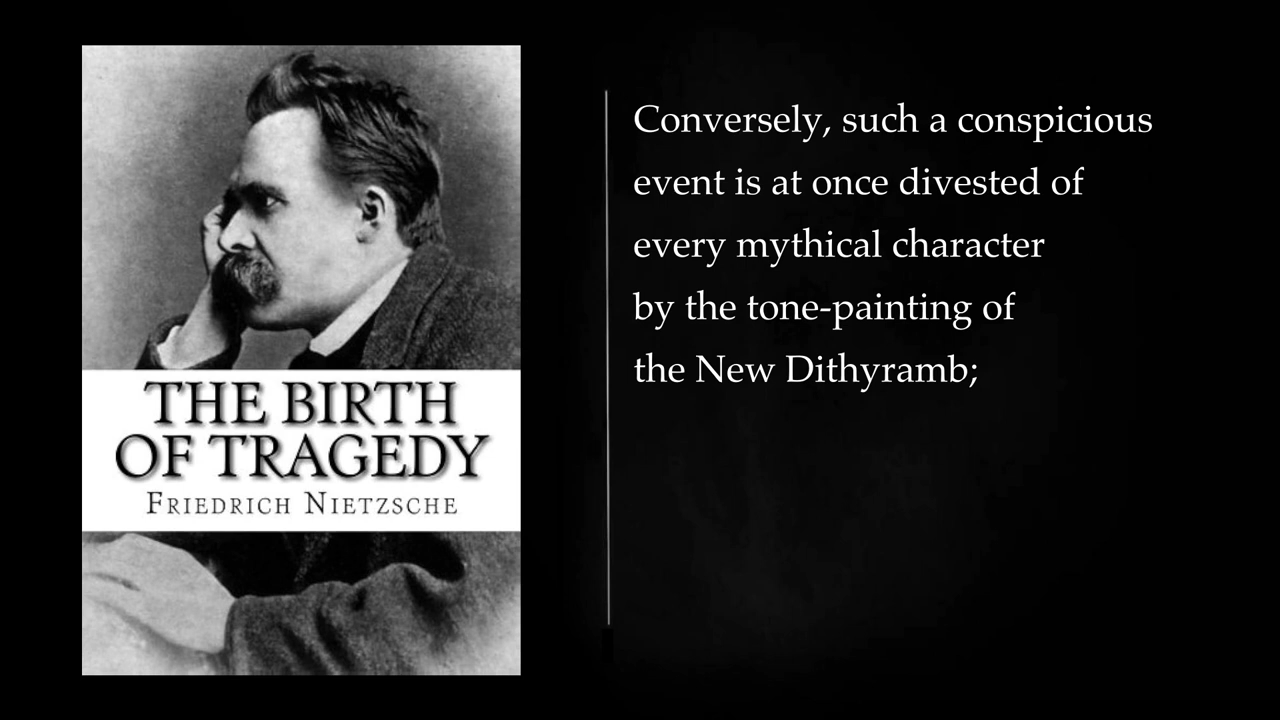 THE BIRTH
OF TRAGEDY
FRIEDRICH NIETZSCHE
Conversely, such a conspicious
event is at once divested of
every mythical character
by the tone-painting of
the New Dithyramb;